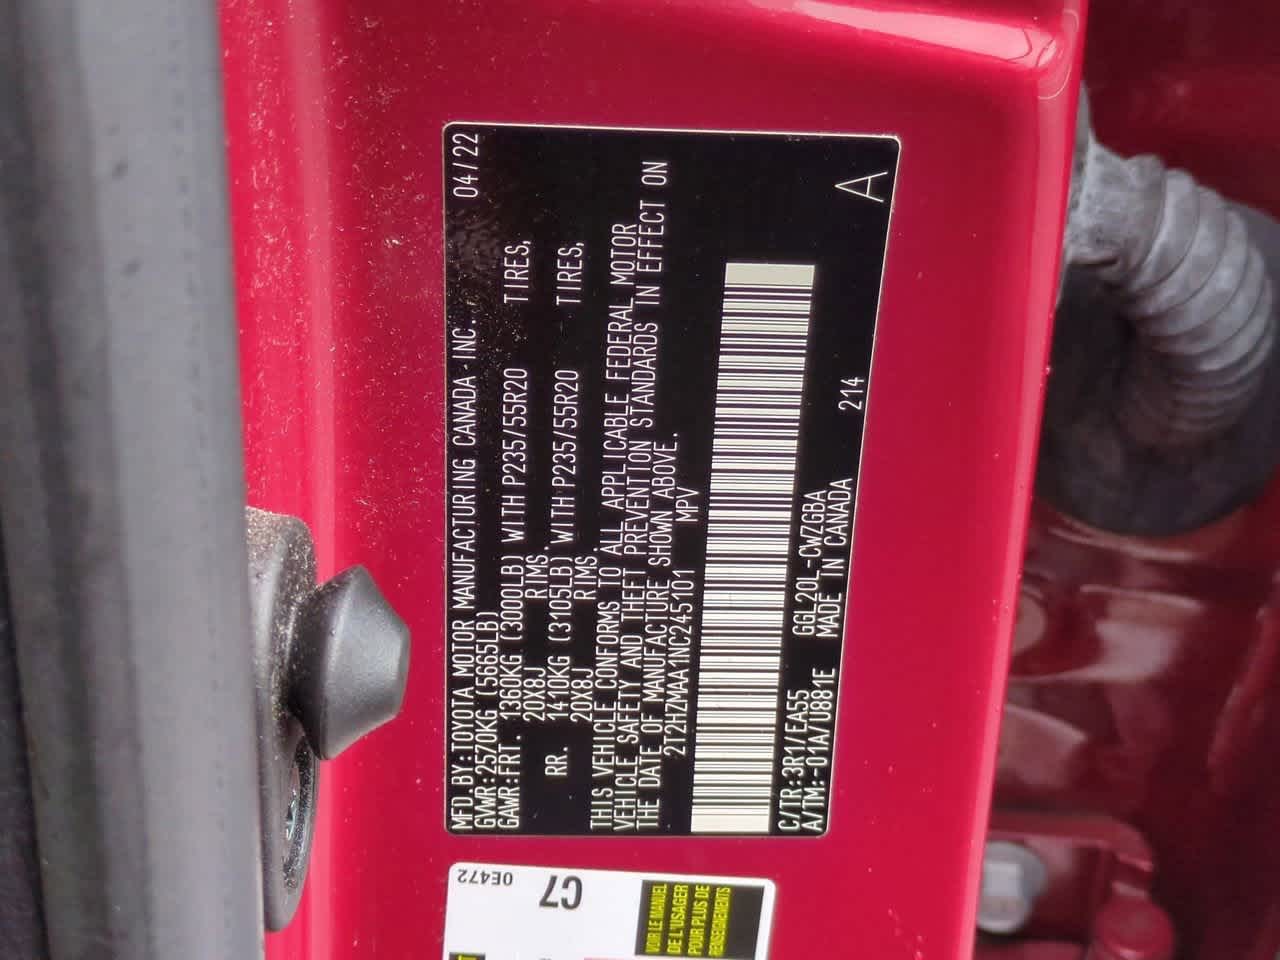 MFD.BY:TOYOTA MOTOR MANUFACTURING CANADA INC. 04/22
GVWR:2570KG (5665LB)
GAWR:FRT. 1360KG (3000LB) WITH P235/55R20 TIRES,
20X8J RIMS.
RR. 1410KG (3105LB) WITH P235/55R20 TIRES,
20X8J RIMS.
THIS VEHICLE CONFORMS TO ALL APPLICABLE FEDERAL MOTOR
VEHICLE SAFETY AND THEFT PREVENTION STANDARDS IN EFFECT ON
THE DATE OF MANUFACTURE SHOWN ABOVE.
2T2HZMAA1NC245101 MPV
C/TR:3R1/EA55 GGL20L-CWZGBA 214 A
A/TM:-01A/U881E MADE IN CANADA
0E472
C7
VOIR LE MANUEL
DE L'USAGER
POUR PLUS DE
RENSEIGNEMENTS